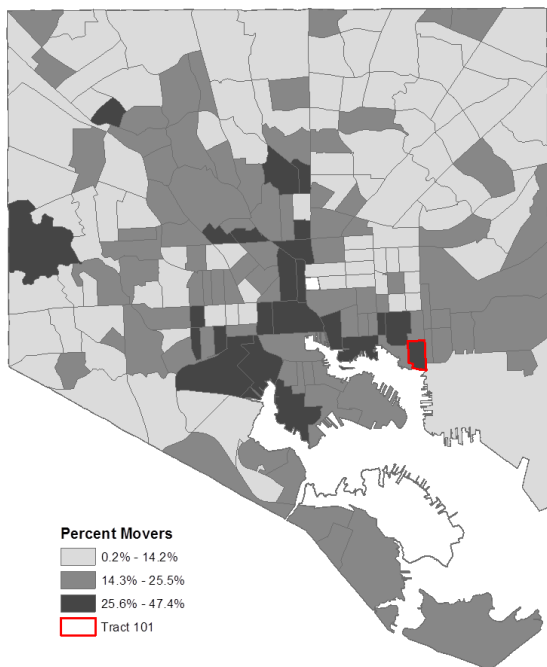 Percent Movers
0.2% - 14.2%
14.3% - 25.5%
25.6% - 47.4%
Tract 101